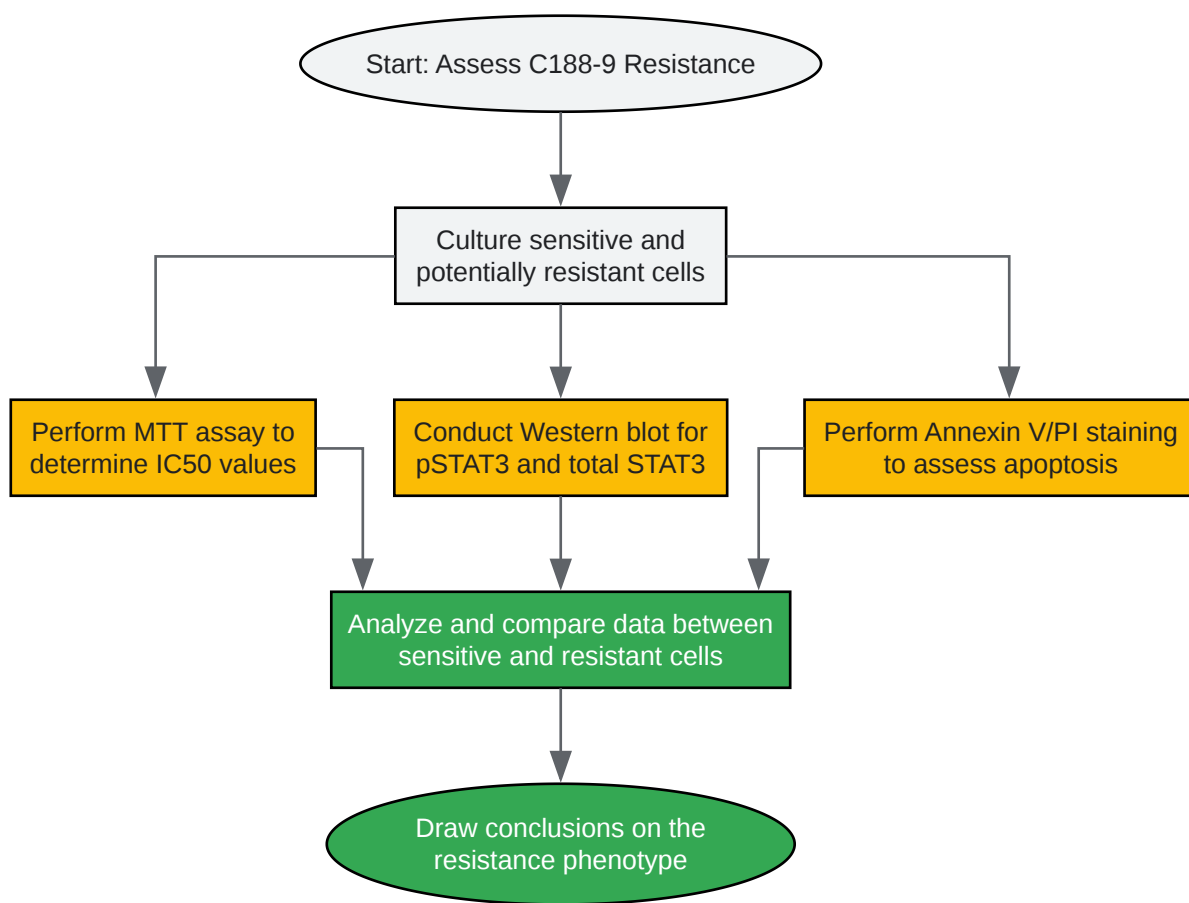 Start: Assess C188-9 Resistance
Culture sensitive and
potentially resistant cells
Perform MTT assay to
determine IC50 values
Conduct Western blot for
pSTAT3 and total STAT3
Perform Annexin V/PI staining
to assess apoptosis
Analyze and compare data between
sensitive and resistant cells
Draw conclusions on the
resistance phenotype